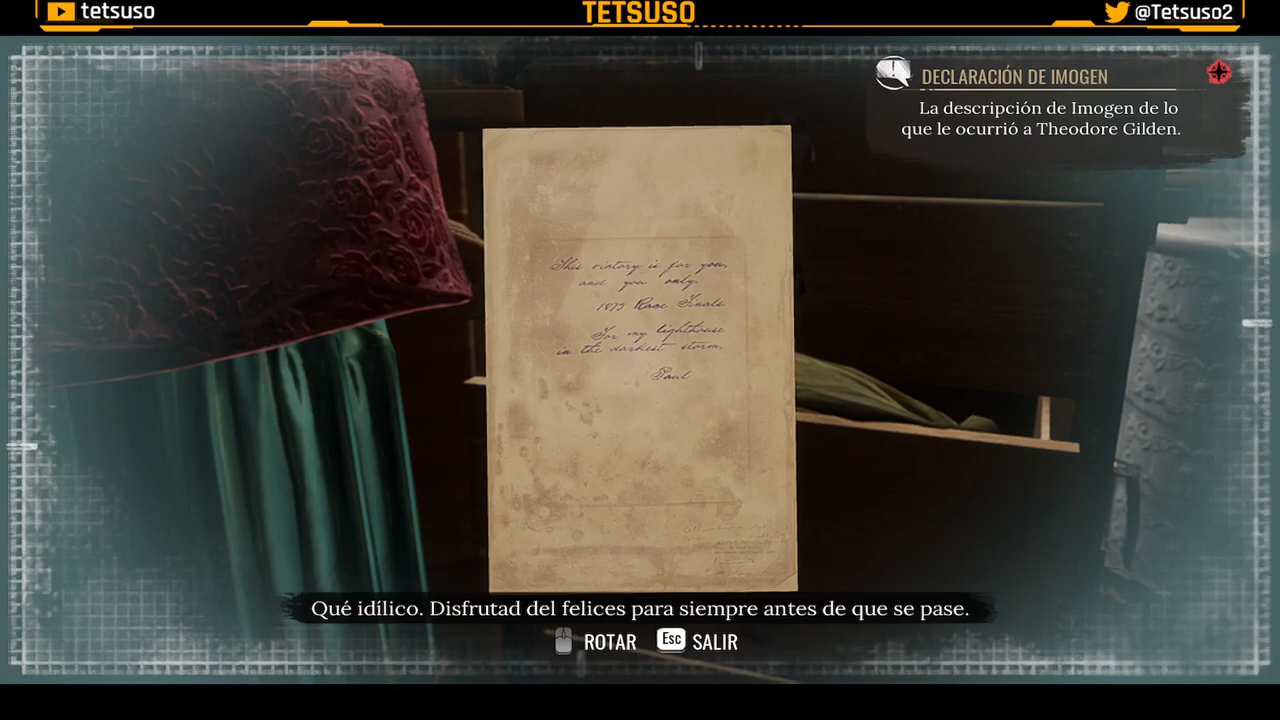 tetsuso
TETSUSO
@Tetsuso2
DECLARACIÓN DE IMOGEN
La descripción de Imogen de lo
que le ocurrió a Theodore Gilden.
This victory is for you,
and you only.
1873 Race Finals.
For my lighthouse
in the darkest storm,
Paul
Qué idílico. Disfrutad del felices para siempre antes de que se pase.
ROTAR
Esc SALIR